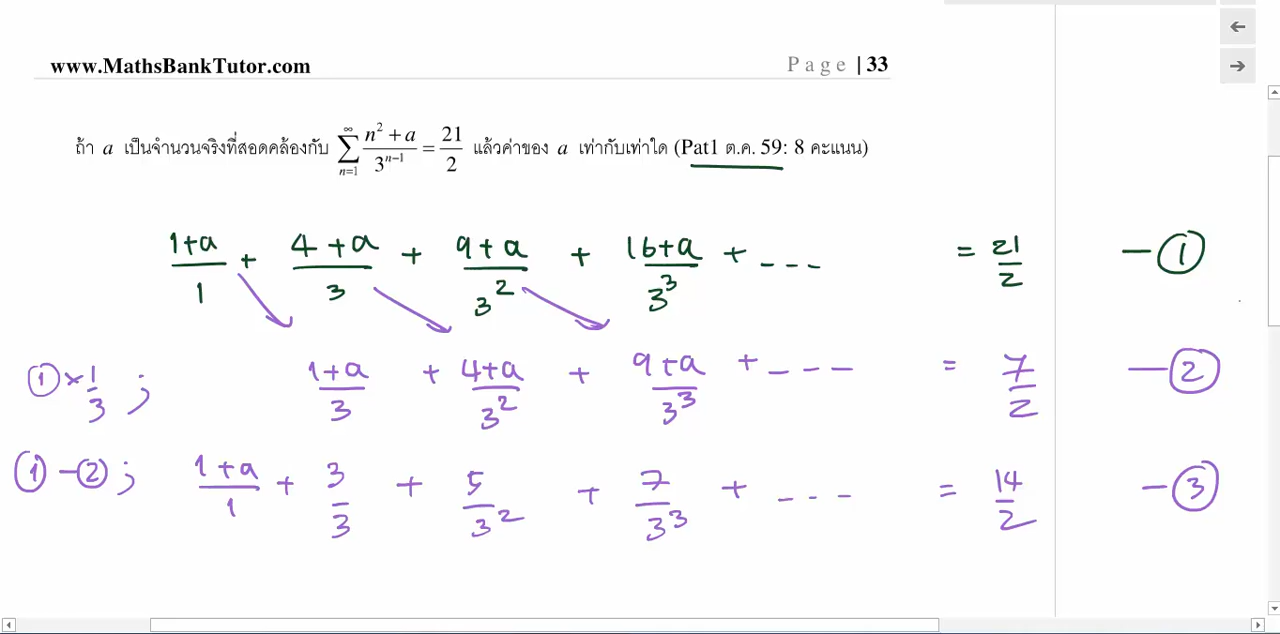 www.MathsBankTutor.com Page | 33
ถ้า a เป็นจำนวนจริงที่สอดคล้องกับ ∑_{n=1}^{∞} (n² + a)/3^{n−1} = 21/2 แล้วค่าของ a เท่ากับเท่าใด (Pat1 ต.ค. 59: 8 คะแนน)
(1+a)/1 + (4+a)/3 + (9+a)/3² + (16+a)/3³ + --- = 21/2 — ①
① × 1/3 ; (1+a)/3 + (4+a)/3² + (9+a)/3³ + --- = 7/2 — ②
① − ② ; (1+a)/1 + 3/3 + 5/3² + 7/3³ + --- = 14/2 — ③